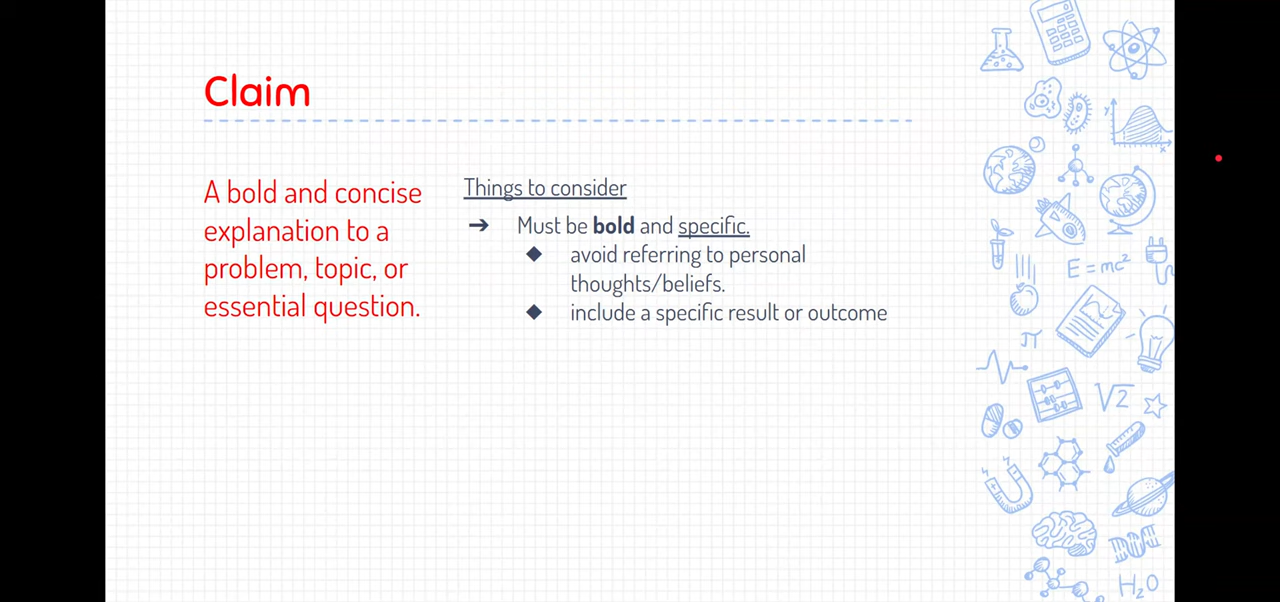 Claim
A bold and concise
explanation to a
problem, topic, or
essential question.
Things to consider
➔ Must be bold and specific.
◆ avoid referring to personal
thoughts/beliefs.
◆ include a specific result or outcome
y
x
E=mc²
π
√2
H₂O